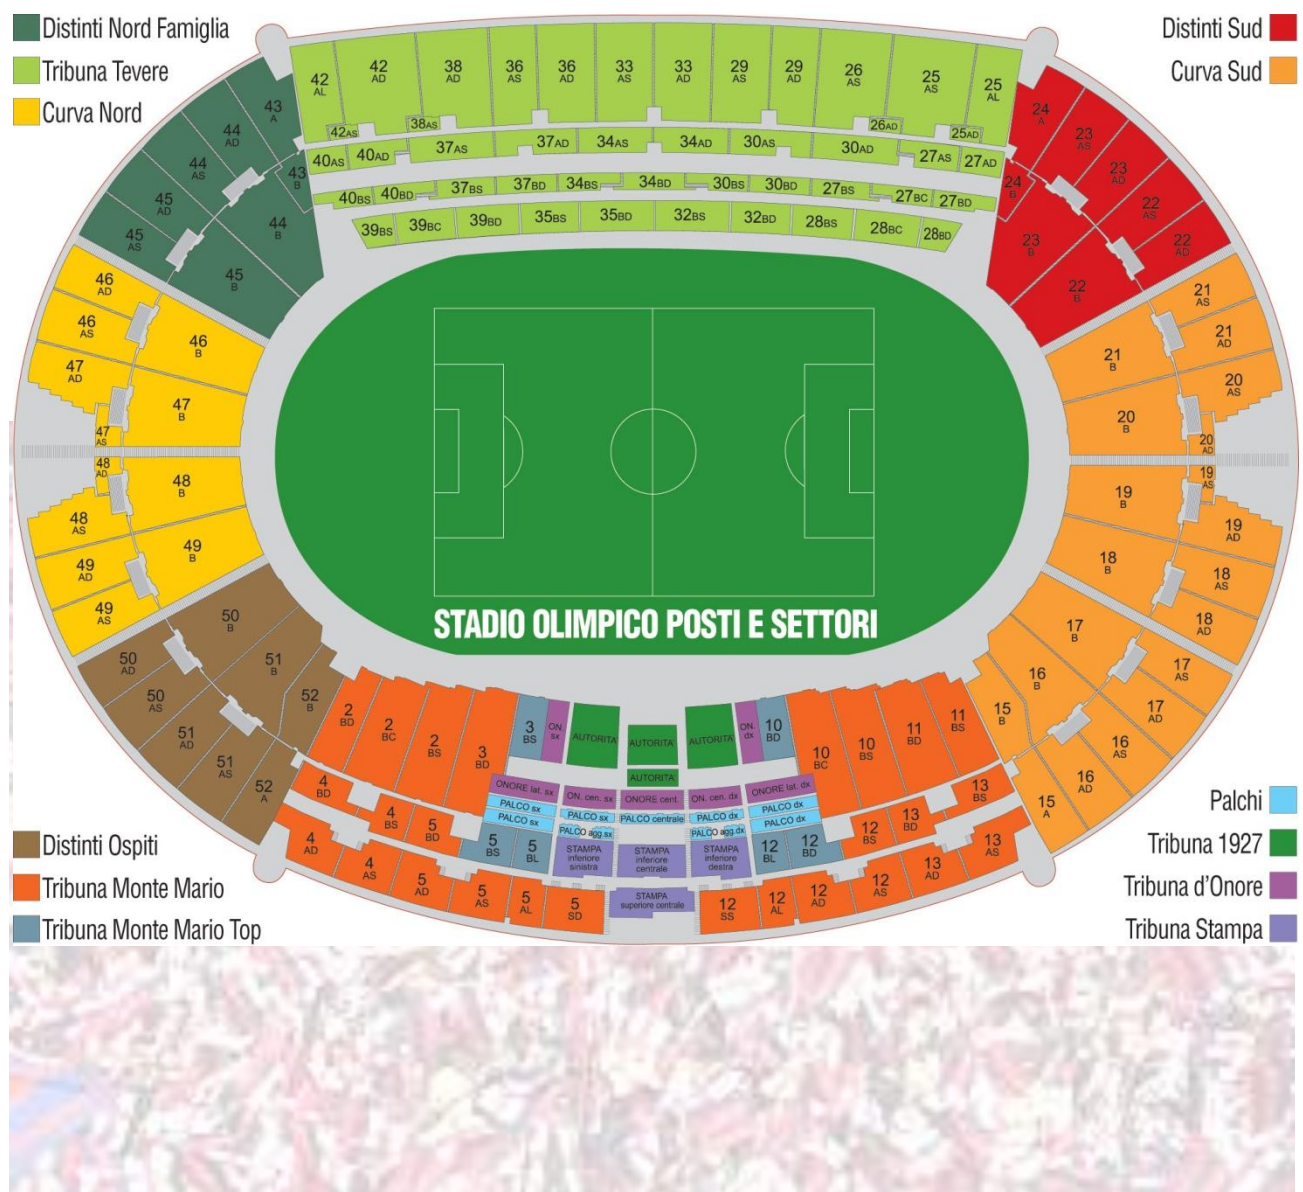 Distinti Nord Famiglia
Tribuna Tevere
Curva Nord
Distinti Sud
Curva Sud
42 AL
42 AD
38 AD
36 AS
36 AD
33 AS
33 AD
29 AS
29 AD
26 AS
25 AS
25 AL
42AS
38AS
26AD
25AD
40AS
40AD
37AS
37AD
34AS
34AD
30AS
30AD
27AS
27AD
40BS
40BD
37BS
37BD
34BS
34BD
30BS
30BD
27BS
27BC
27BD
39BS
39BC
39BD
35BS
35BD
32BS
32BD
28BS
28BC
28BD
43 A
44 AD
44 AS
45 AD
45 AS
43 B
44 B
45 B
24 A
23 AS
23 AD
22 AS
22 AD
24 B
23 B
22 B
46 AD
46 AS
47 AD
47 AS
46 B
47 B
48 AD
48 AS
49 AD
49 AS
48 B
49 B
21 AS
21 AD
20 AS
20 AD
21 B
20 B
19 AS
19 AD
18 AS
18 AD
19 B
18 B
17 AS
17 AD
16 AS
16 AD
15 A
17 B
16 B
15 B
STADIO OLIMPICO POSTI E SETTORI
50 B
51 B
52 B
50 AD
50 AS
51 AD
51 AS
52 A
2 BD
2 BC
2 BS
3 BD
3 BS
ON. sx
AUTORITA'
AUTORITA'
AUTORITA'
ON. dx
10 BD
10 BC
10 BS
11 BD
11 BS
AUTORITA'
4 BD
4 BS
5 BD
5 BS
5 BL
ONORE lat. sx
ON. cen. sx
ONORE cent.
ON. cen. dx
ONORE lat. dx
PALCO sx
PALCO sx
PALCO sx
PALCO centrale
PALCO dx
PALCO dx
PALCO dx
PALCO agg.sx
PALCO agg.dx
STAMPA
inferiore
sinistra
STAMPA
inferiore
centrale
STAMPA
inferiore
destra
12 BL
12 BD
12 BS
13 BD
13 BS
4 AD
4 AS
5 AD
5 AS
5 AL
5 SD
STAMPA
superiore centrale
12 SS
12 AL
12 AD
12 AS
13 AD
13 AS
Distinti Ospiti
Tribuna Monte Mario
Tribuna Monte Mario Top
Palchi
Tribuna 1927
Tribuna d'Onore
Tribuna Stampa